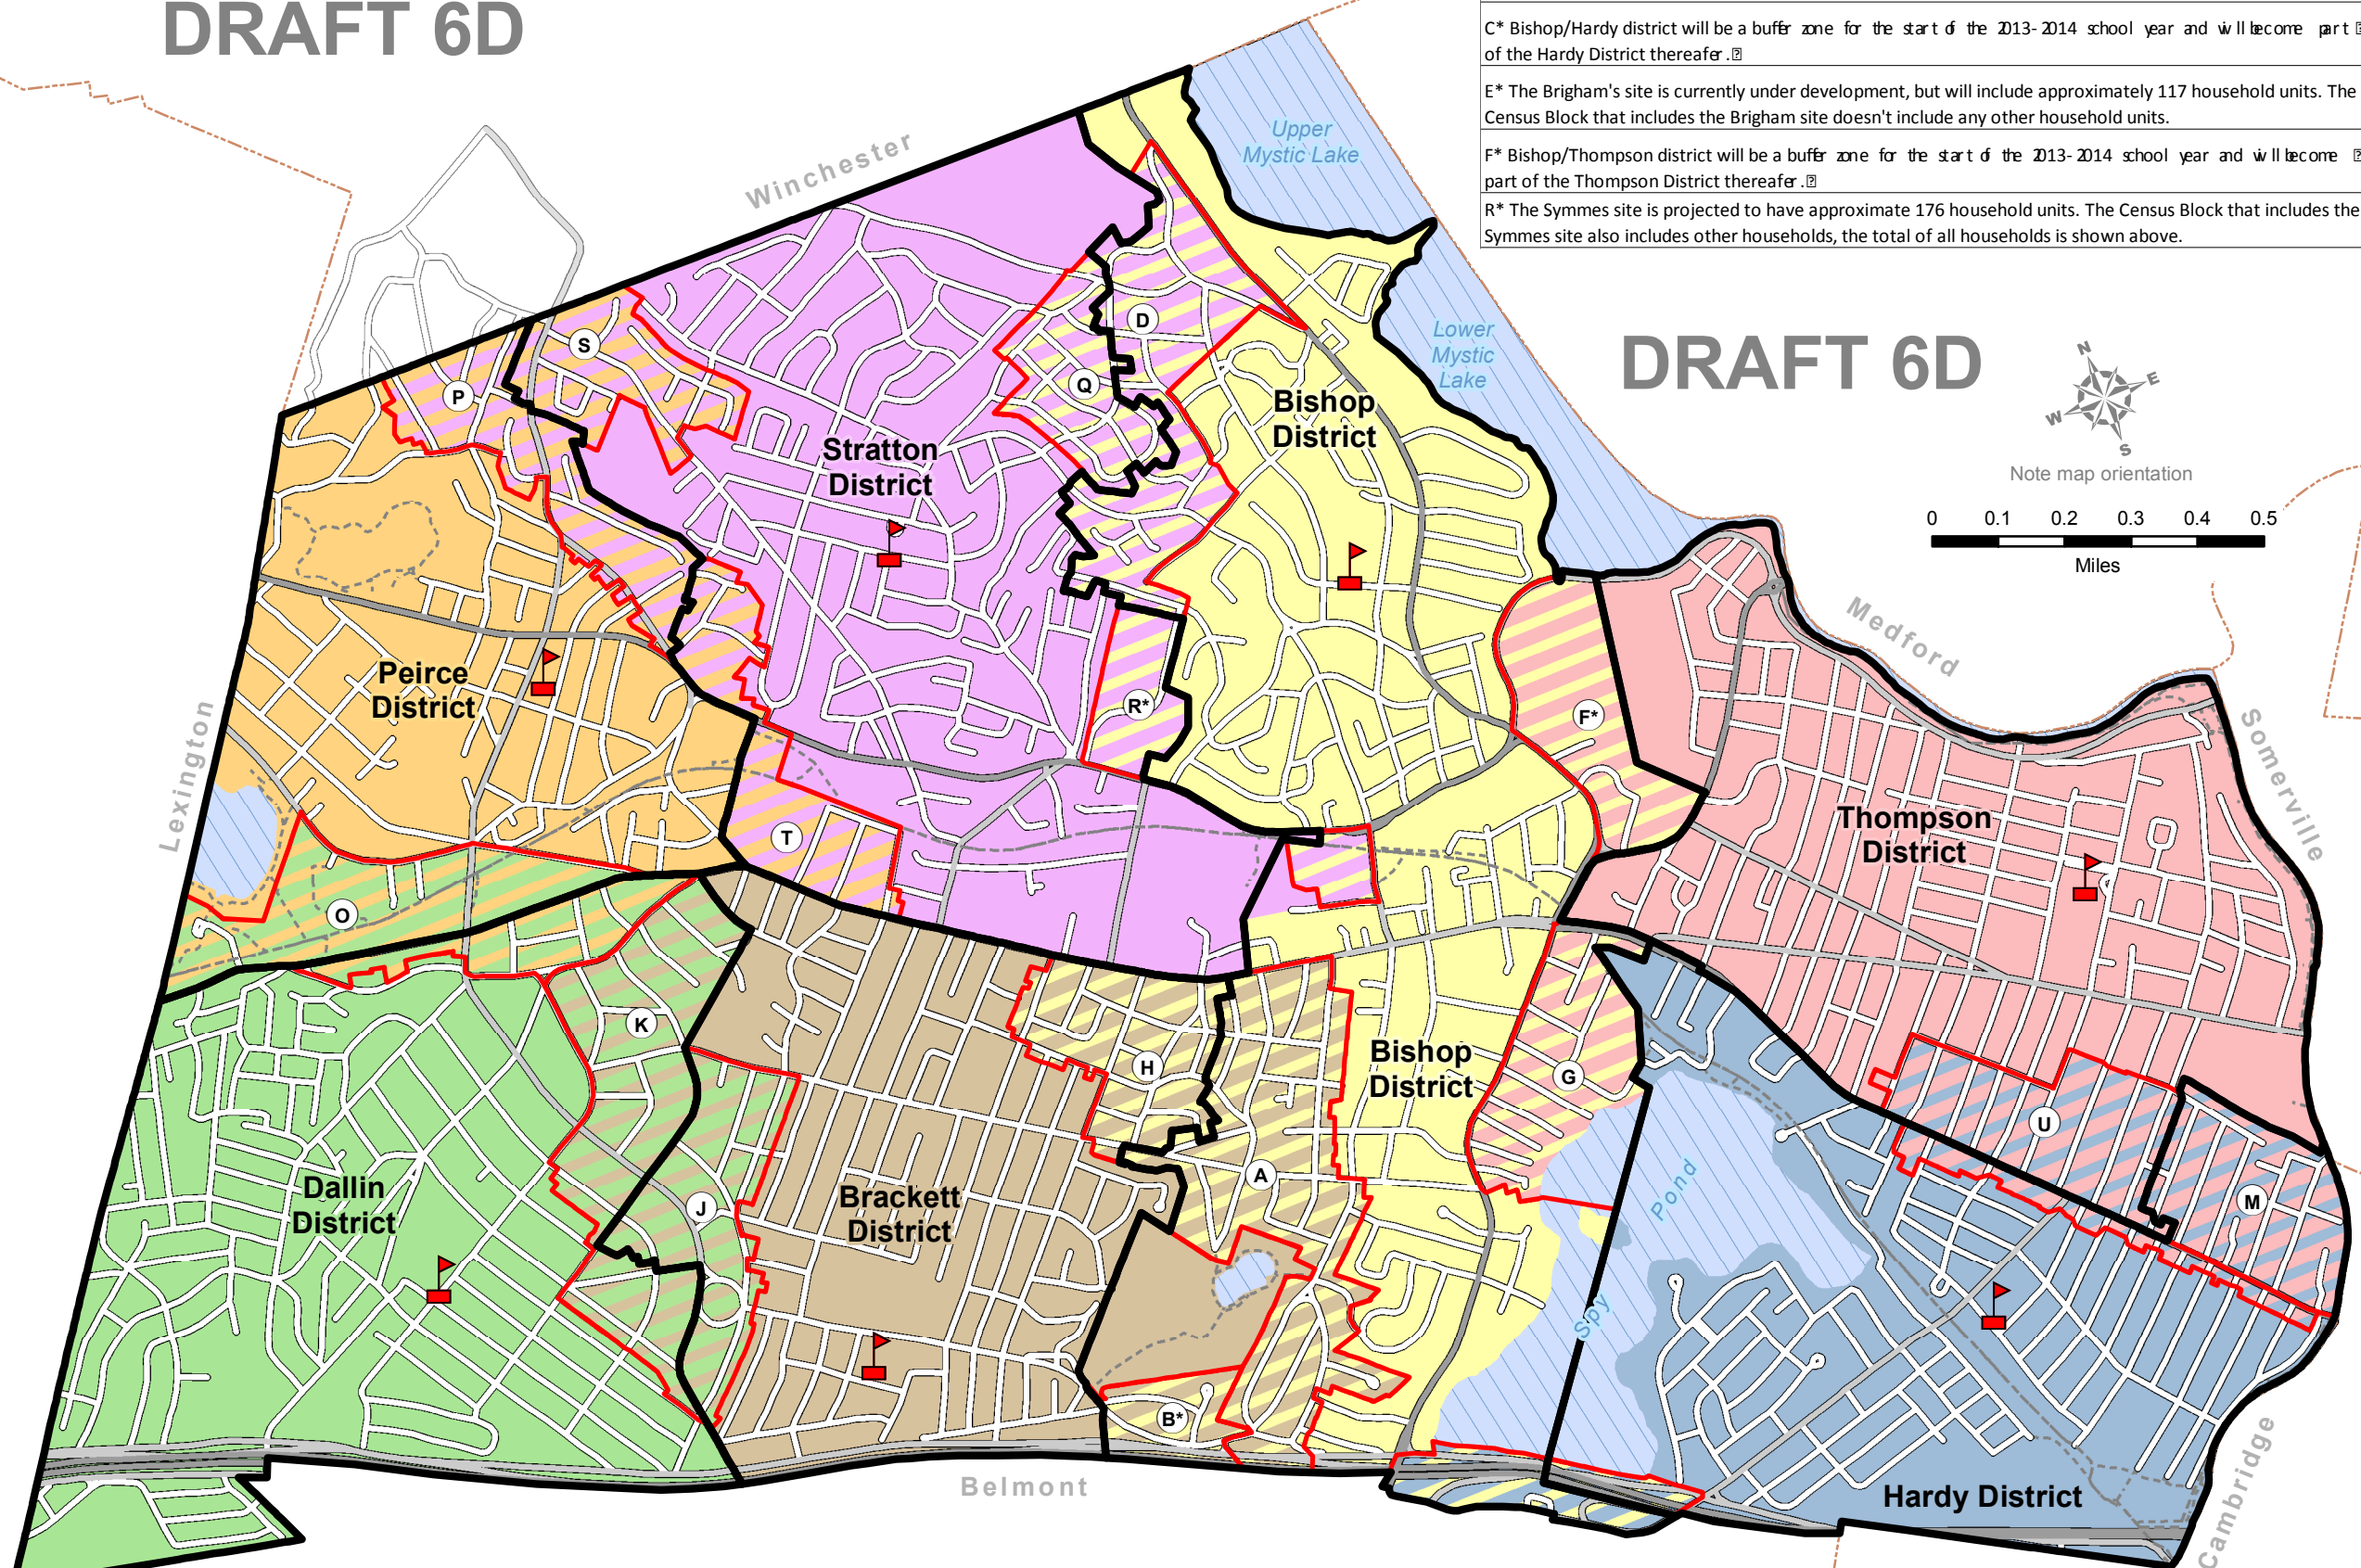 DRAFT 6D
C* Bishop/Hardy district will be a buffer zone for the start of the 2013-2014 school year and will become part
of the Hardy District thereafer.
E* The Brigham's site is currently under development, but will include approximately 117 household units. The
Census Block that includes the Brigham site doesn't include any other household units.
F* Bishop/Thompson district will be a buffer zone for the start of the 2013-2014 school year and will become
part of the Thompson District thereafer.
R* The Symmes site is projected to have approximate 176 household units. The Census Block that includes the
Symmes site also includes other households, the total of all households is shown above.
Upper
Mystic Lake
Winchester
Lower
Mystic
Lake
DRAFT 6D
N
E
W
S
Note map orientation
0 0.1 0.2 0.3 0.4 0.5
Miles
S
D
P
Q
Bishop
District
Stratton
District
Medford
Peirce
District
R*
F*
Lexington
Somerville
T
Thompson
District
O
K
H
Bishop
District
G
U
Dallin
District
J
Brackett
District
A
Pond
M
Spy
B*
Belmont
Hardy District
Cambridge